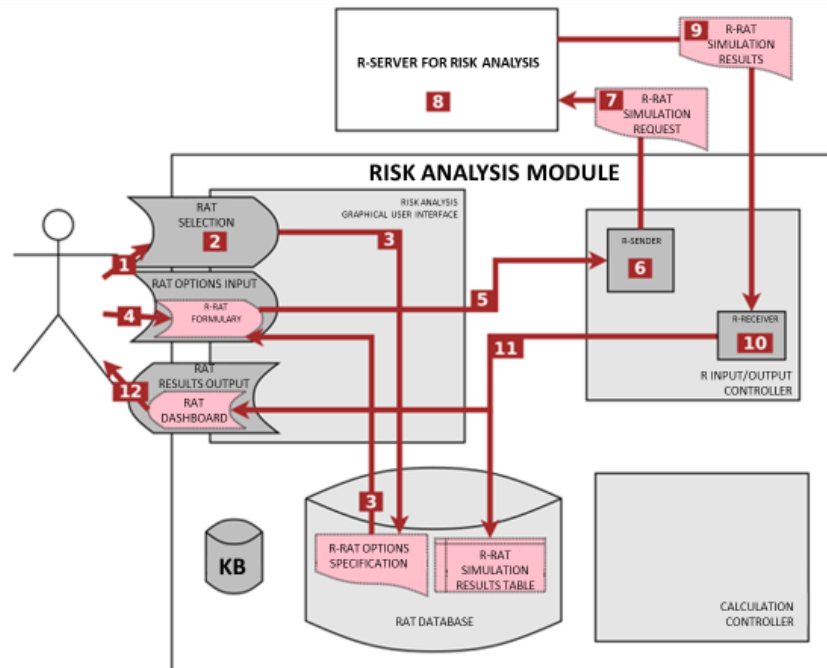 9
R-RAT
SIMULATION
RESULTS
R-SERVER FOR RISK ANALYSIS
8
7
R-RAT
SIMULATION
REQUEST
RISK ANALYSIS MODULE
RAT
SELECTION
2
RISK ANALYSIS
GRAPHICAL USER INTERFACE
3
1
R-SENDER
6
RAT OPTIONS INPUT
R-RAT
FORMULARY
4
5
R-RECEIVER
10
11
R INPUT/OUTPUT
CONTROLLER
RAT
RESULTS OUTPUT
12
RAT
DASHBOARD
3
R-RAT OPTIONS
SPECIFICATION
R-RAT
SIMULATION
RESULTS TABLE
KB
RAT DATABASE
CALCULATION
CONTROLLER